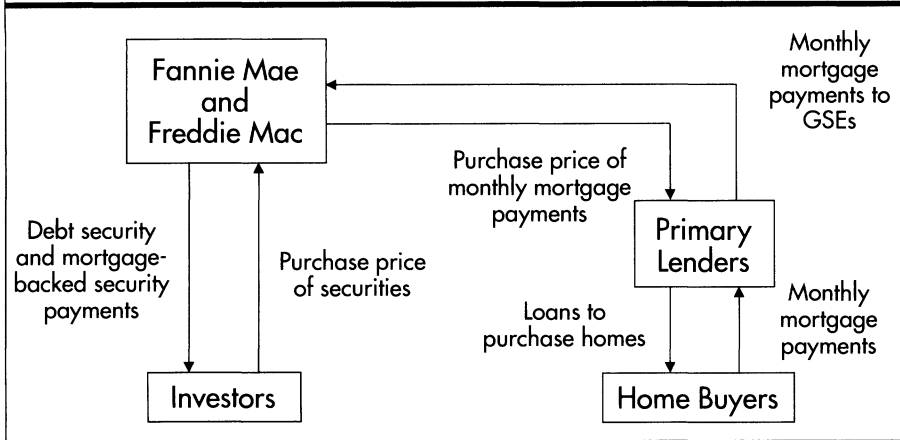 Fannie Mae
and
Freddie Mac
Monthly
mortgage
payments to
GSEs
Purchase price of
monthly mortgage
payments
Primary
Lenders
Debt security
and mortgage-
backed security
payments
Purchase price
of securities
Loans to
purchase homes
Monthly
mortgage
payments
Investors
Home Buyers